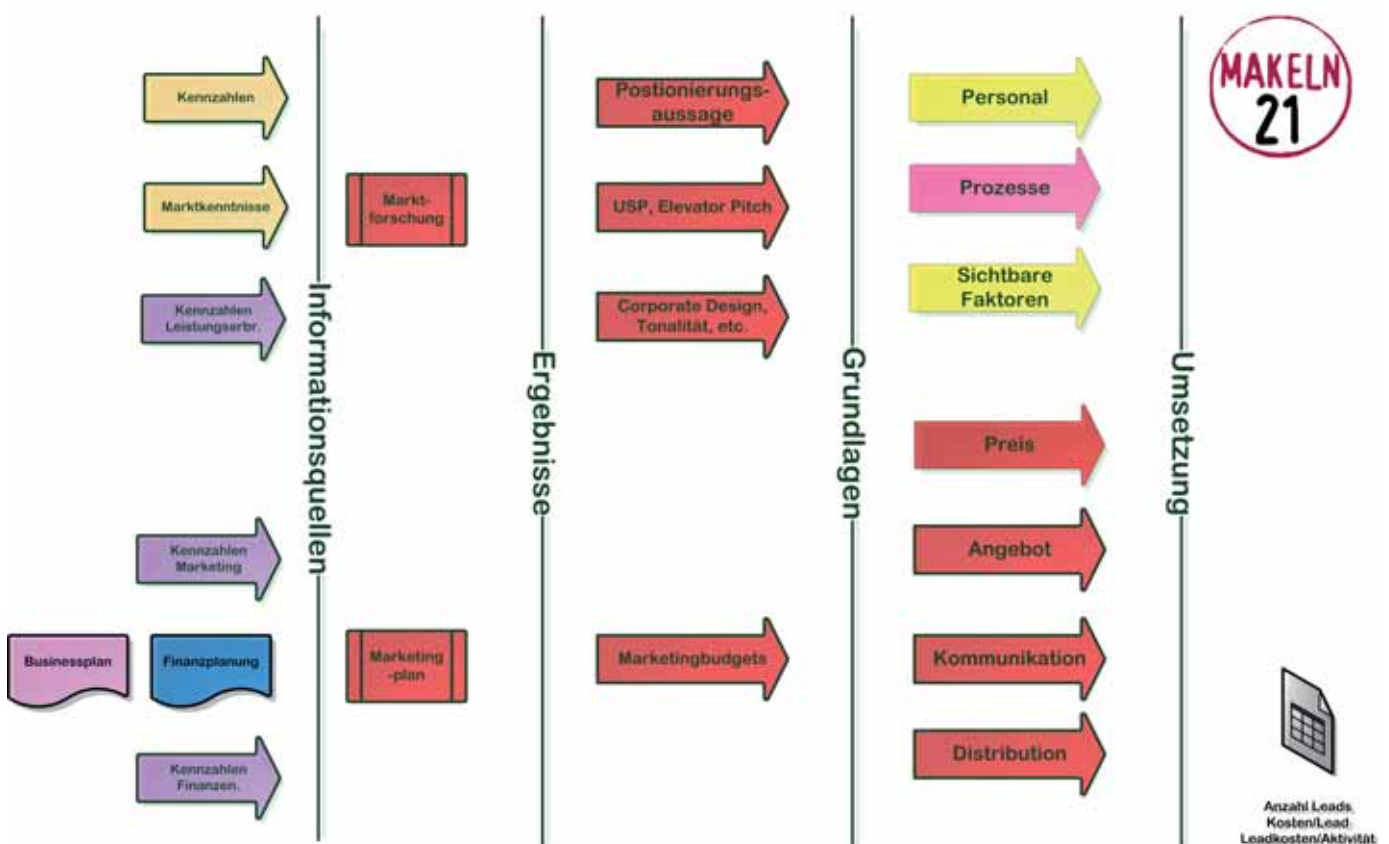 Kennzahlen
Marktkenntnisse
Kennzahlen
Leistungserbr.
Kennzahlen
Marketing
Businessplan
Finanzplanung
Kennzahlen
Finanzen.
Informationsquellen
Markt-
forschung
Marketing
-plan
Ergebnisse
Postionierungs-
aussage
USP, Elevator Pitch
Corporate Design,
Tonalität, etc.
Marketingbudgets
Grundlagen
Personal
Prozesse
Sichtbare
Faktoren
Preis
Angebot
Kommunikation
Distribution
Umsetzung
MAKELN
21
Anzahl Leads
Kosten/Lead
Leadkosten/Aktivität